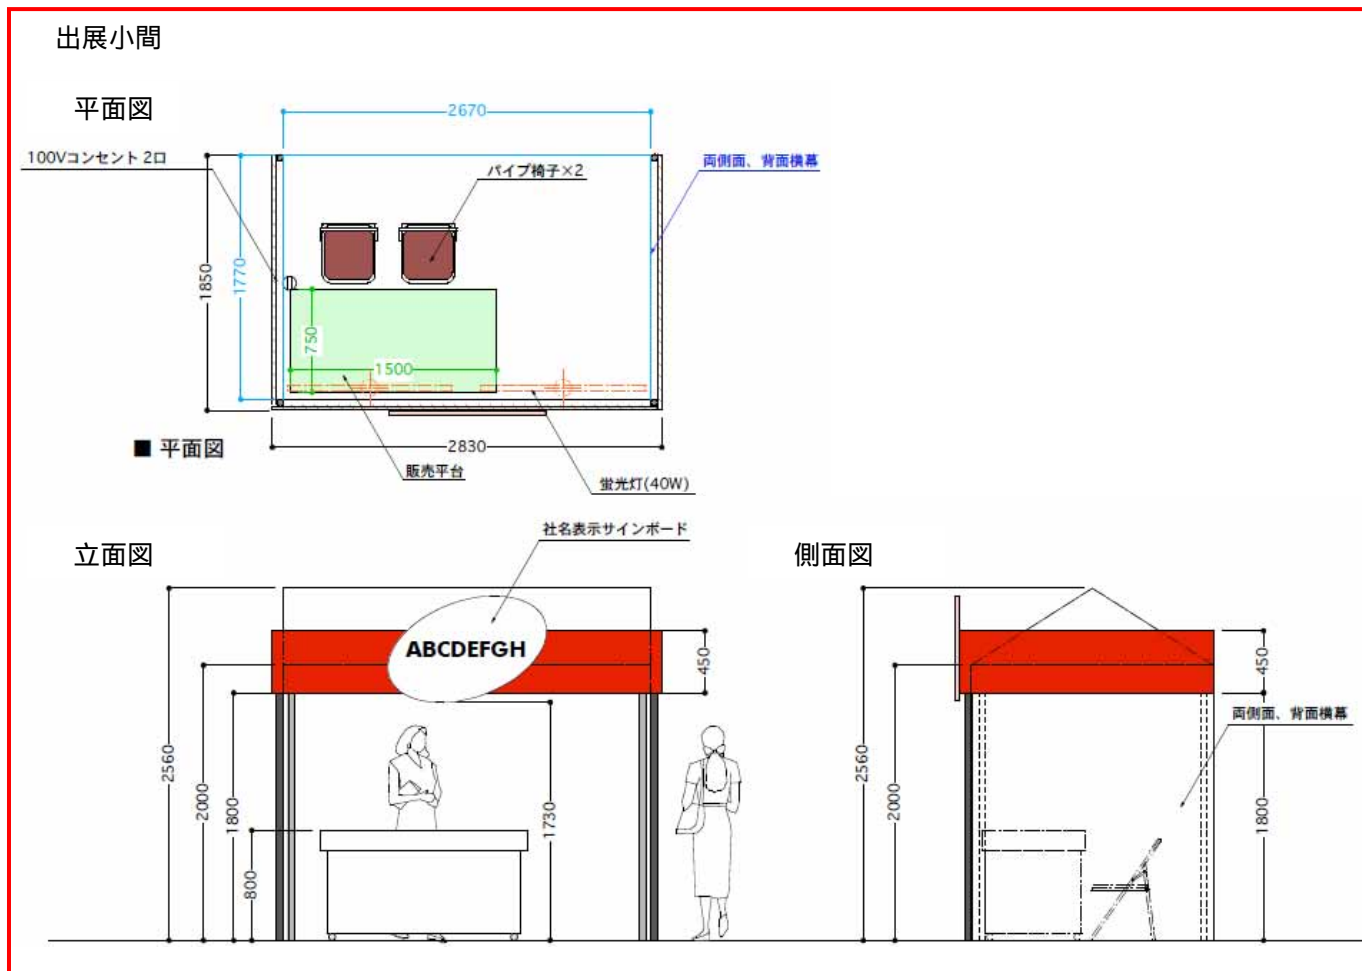 出展小間
平面図
2670
100Vコンセント 2口
パイプ椅子×2
両側面、背面横幕
1850
1770
750
1500
■ 平面図
2830
販売平台
蛍光灯(40W)
社名表示サインボード
立面図
側面図
ABCDEFGH
450
450
両側面、背面横幕
2560
2000
1800
800
1730
2560
2000
1800